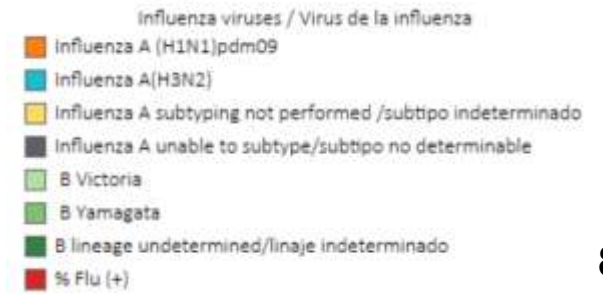 Influenza viruses / Virus de la influenza
Influenza A (H1N1)pdm09
Influenza A(H3N2)
Influenza A subtyping not performed /subtipo indeterminado
Influenza A unable to subtype/subtipo no determinable
B Victoria
B Yamagata
B lineage undetermined/linaje indeterminado
% Flu (+)